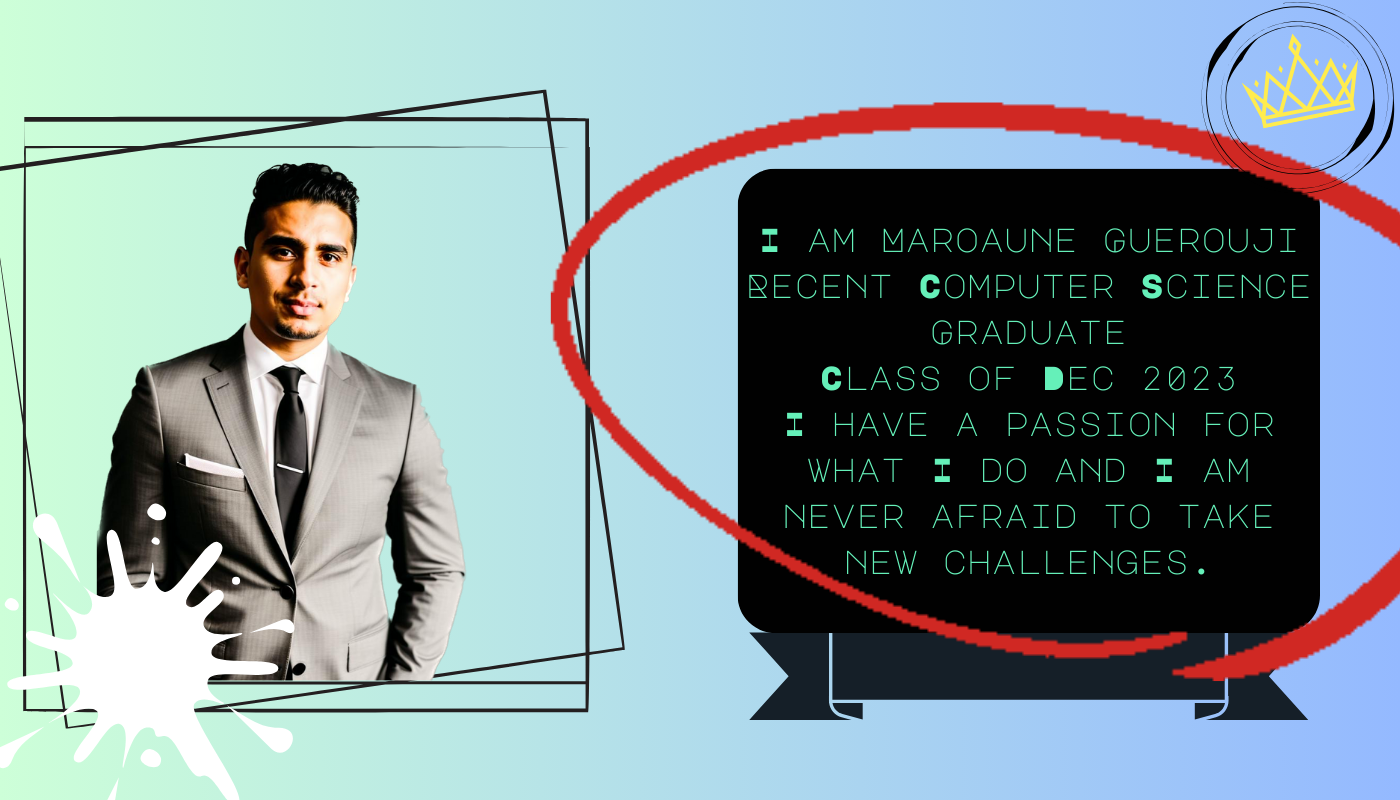 I AM MAROAUNE GUEROUJI
RECENT COMPUTER SCIENCE
GRADUATE
CLASS OF DEC 2023
I HAVE A PASSION FOR
WHAT I DO AND I AM
NEVER AFRAID TO TAKE
NEW CHALLENGES.